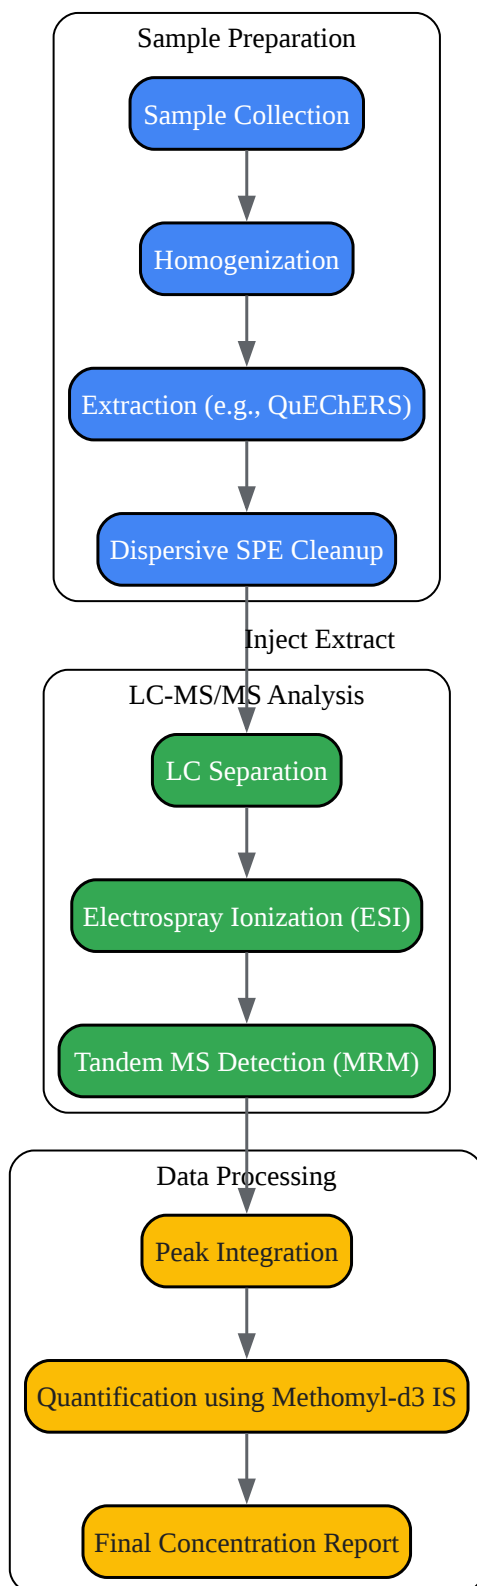 Sample Preparation
Sample Collection
Homogenization
Extraction (e.g., QuEChERS)
Dispersive SPE Cleanup
Inject Extract
LC-MS/MS Analysis
LC Separation
Electrospray Ionization (ESI)
Tandem MS Detection (MRM)
Data Processing
Peak Integration
Quantification using Methomyl-d3 IS
Final Concentration Report